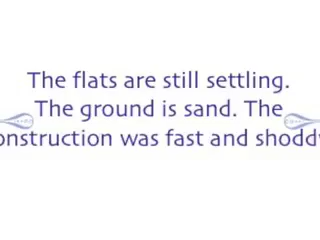 The flats are still settling.
The ground is sand. The
onstruction was fast and shodd